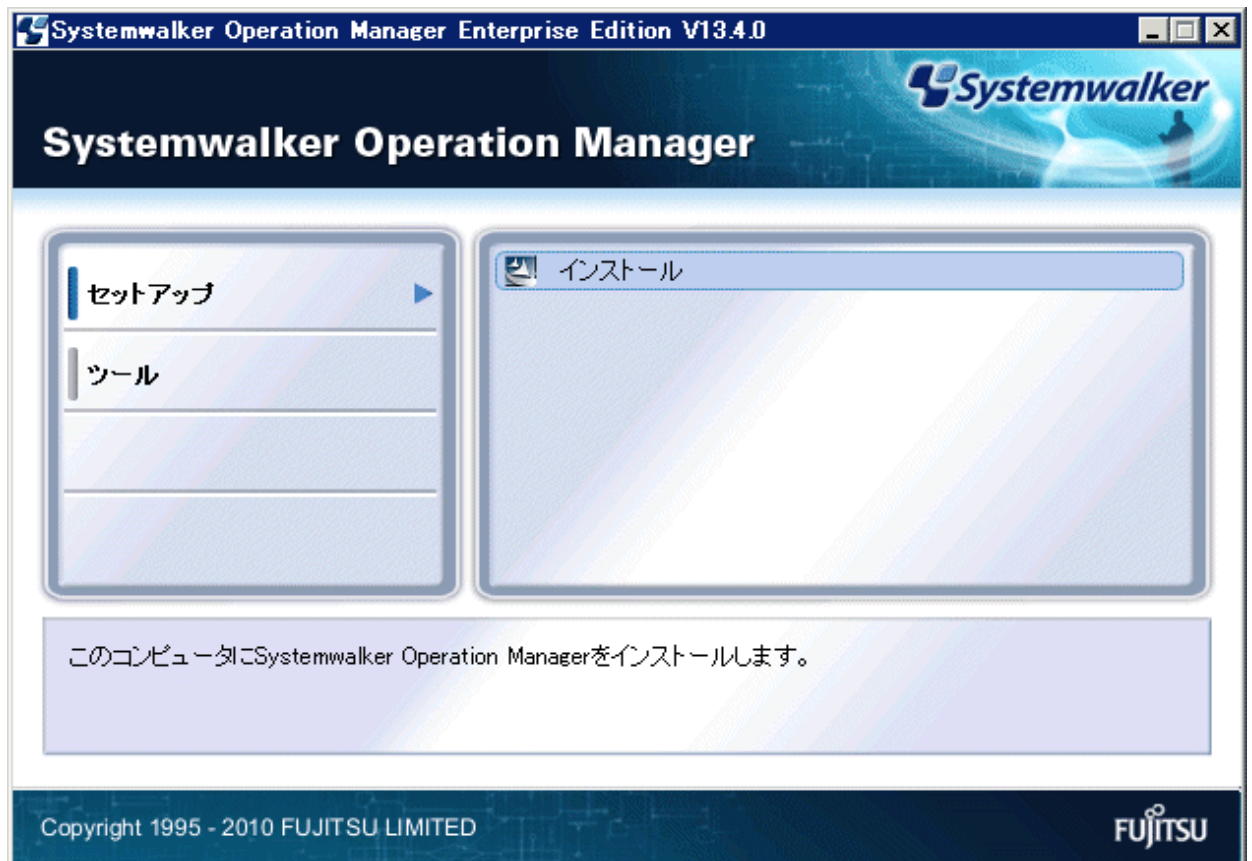 Systemwalker Operation Manager Enterprise Edition V13.4.0
Systemwalker
Systemwalker Operation Manager
セットアップ
インストール
ツール
このコンピュータにSystemwalker Operation Managerをインストールします。
Copyright 1995 - 2010 FUJITSU LIMITED
FUJITSU